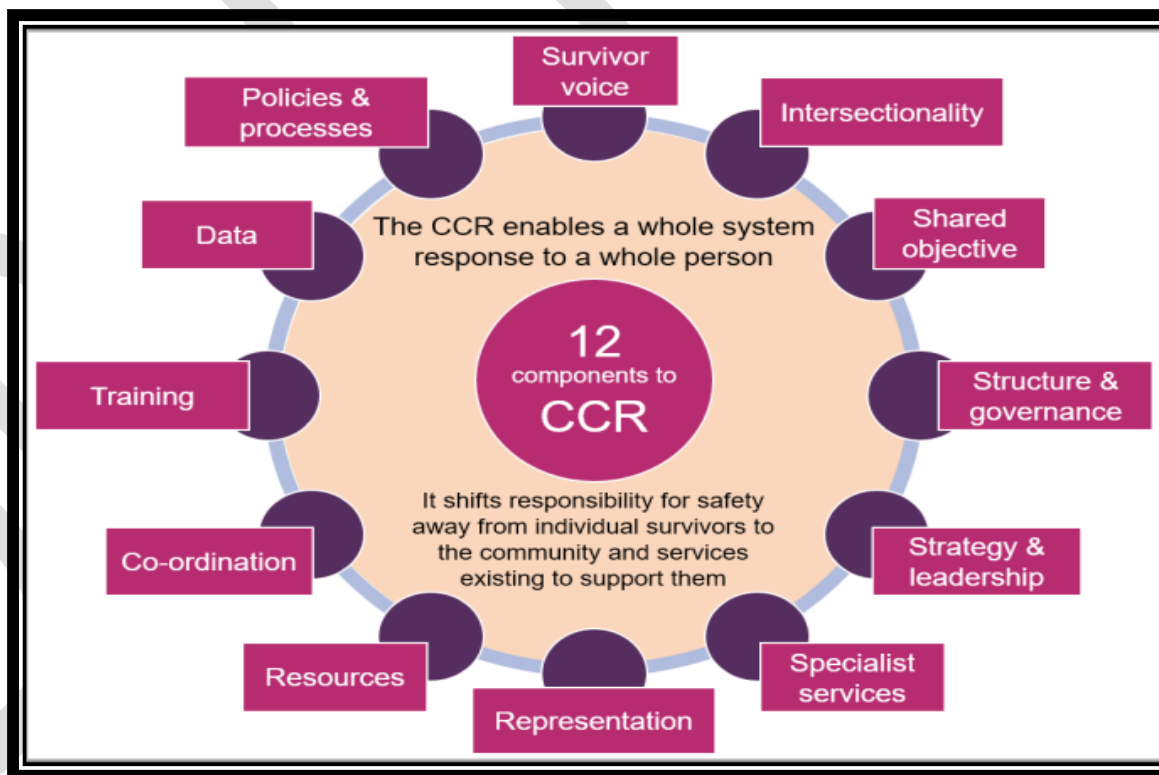 Survivor
voice
Intersectionality
Shared
objective
Structure &
governance
Strategy &
leadership
Specialist
services
Representation
Resources
Co-ordination
Training
Data
Policies &
processes
The CCR enables a whole system
response to a whole person
12
components to
CCR
It shifts responsibility for safety
away from individual survivors to
the community and services
existing to support them